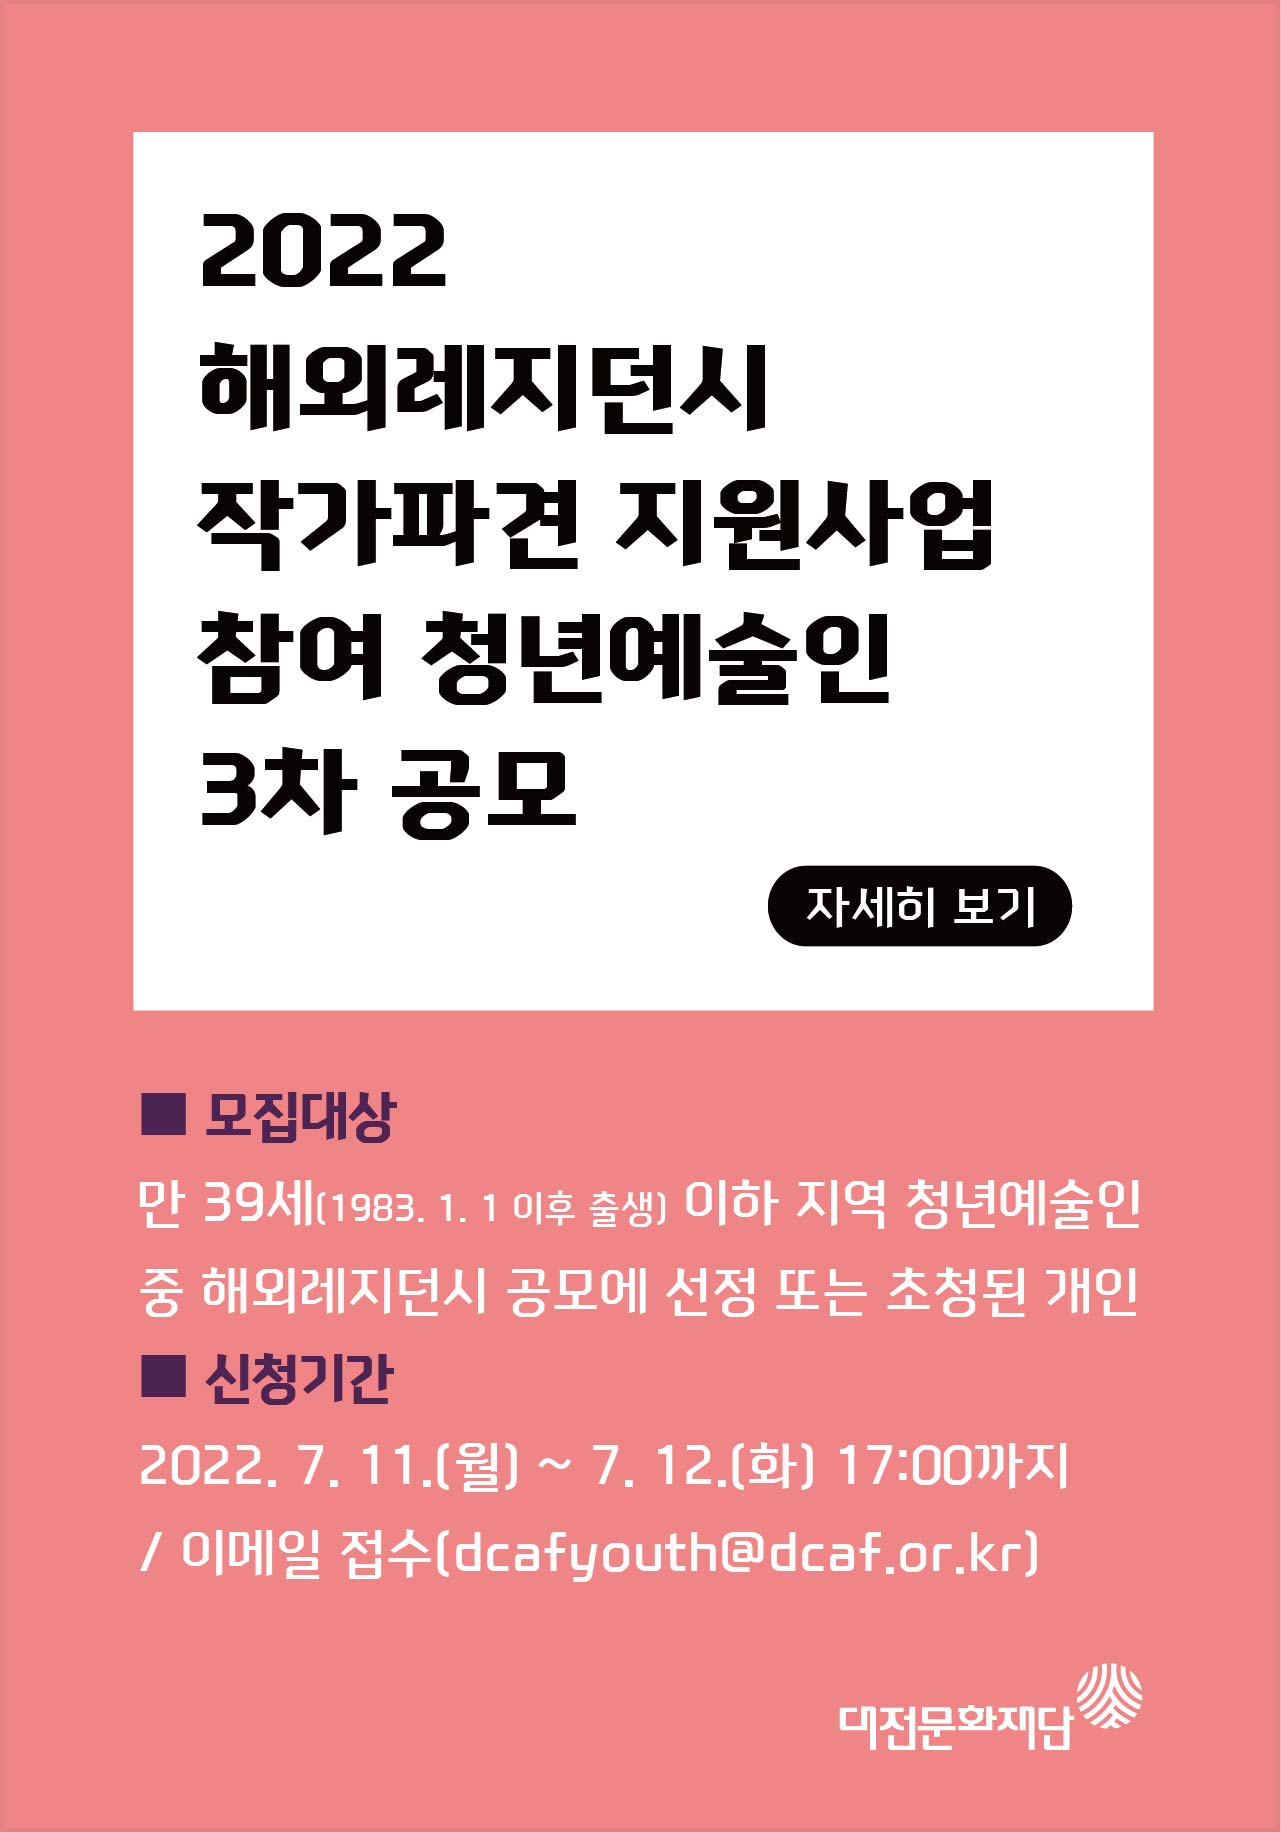 2022
해외레지던시
작가파견 지원사업
참여 청년예술인
3차 공모
자세히 보기
■ 모집대상
만 39세(1983. 1. 1 이후 출생) 이하 지역 청년예술인
중 해외레지던시 공모에 선정 또는 초청된 개인
■ 신청기간
2022. 7. 11.(월) ~ 7. 12.(화) 17:00까지
/ 이메일 접수(dcafyouth@dcaf.or.kr)
대전문화재단